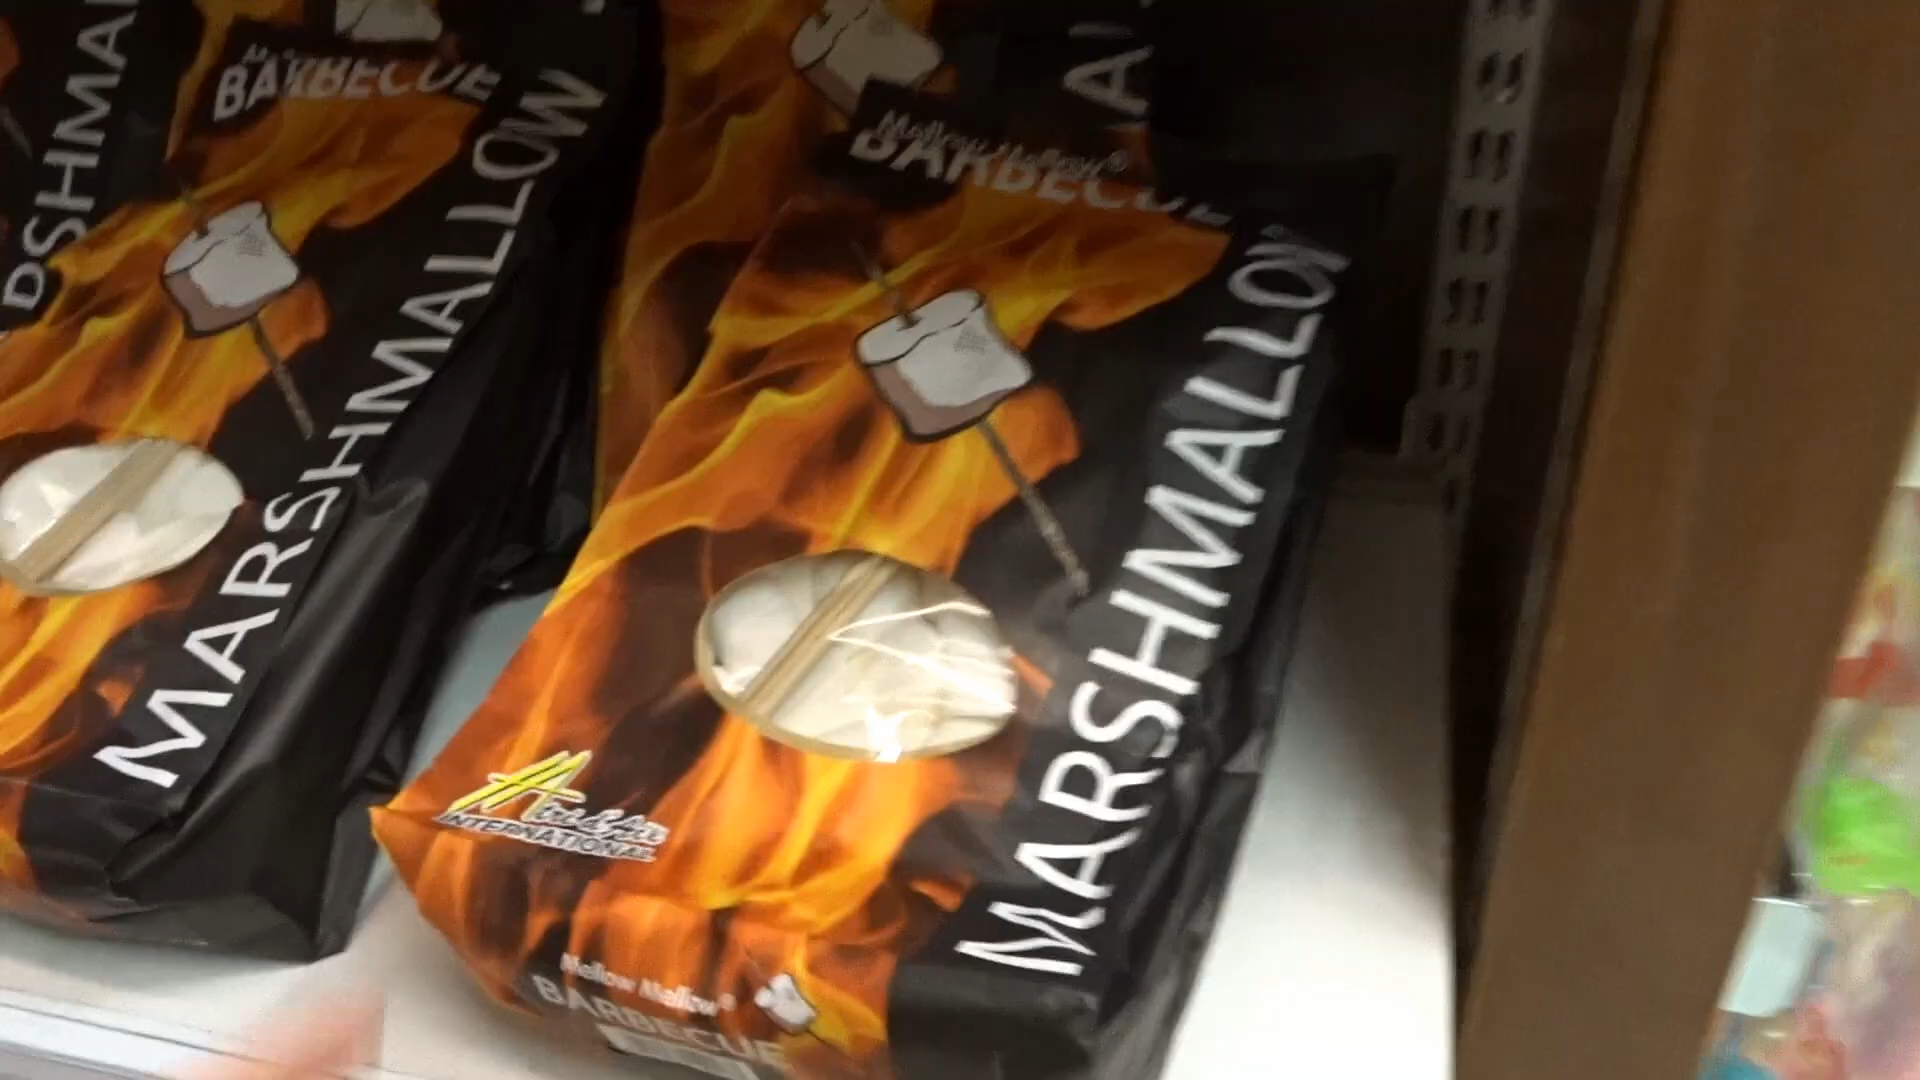 BARBECUE
MARSHMALLOW
MARSHMALLOW
Mellow Mellow®
BARBECUE
MARSHMALLOW
INTERNATIONAL
Mellow Mellow®
BARBECUE